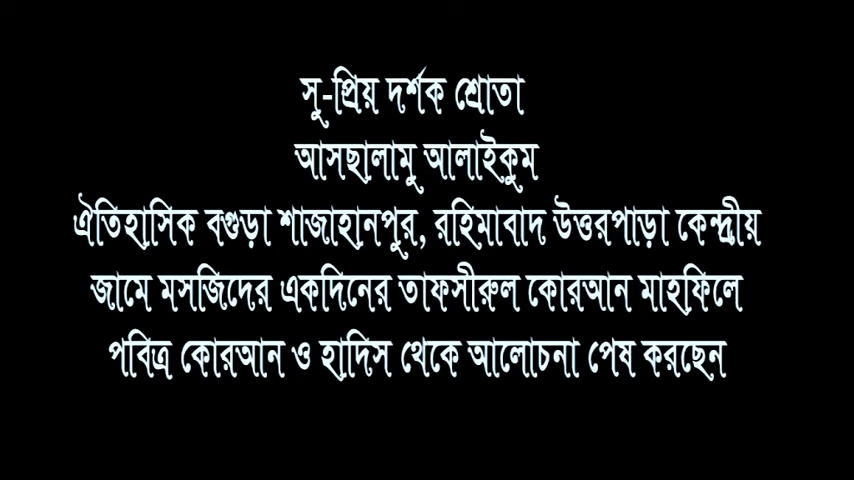 সু-প্রিয় দর্শক শ্রোতা
আসছালামু আলাইকুম
ঐতিহাসিক বগুড়া শাজাহানপুর, রহিমাবাদ উত্তরপাড়া কেন্দ্রীয়
জামে মসজিদের একদিনের তাফসীরুল কোরআন মাহফিলে
পবিত্র কোরআন ও হাদিস থেকে আলোচনা পেষ করছেন